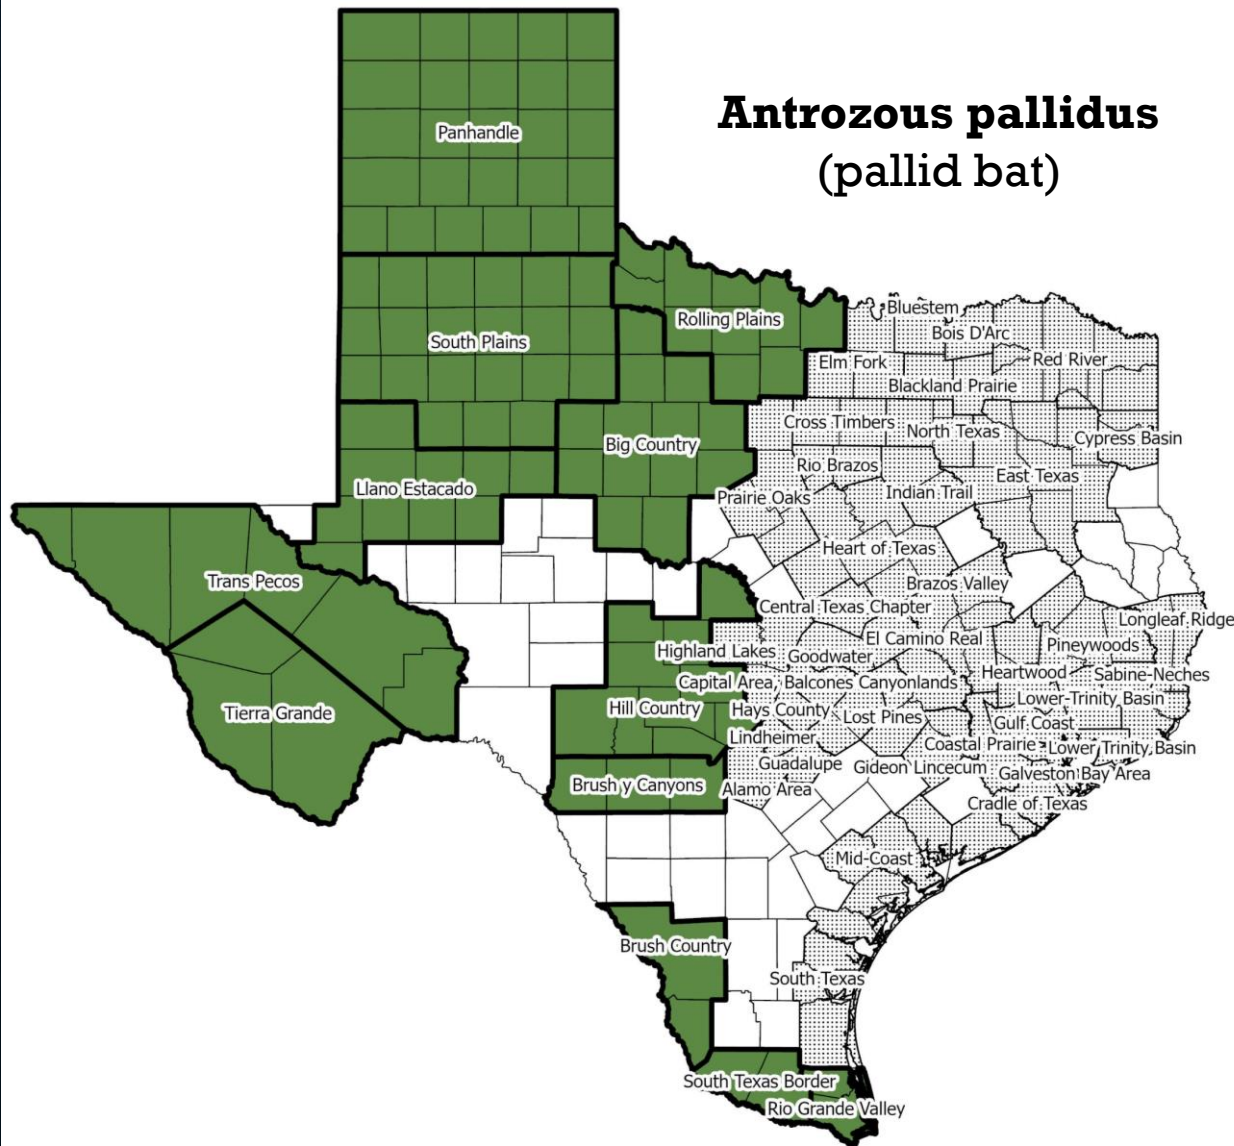 Antrozous pallidus
(pallid bat)
Panhandle
Rolling Plains
South Plains
Bluestem
Bois D'Arc
Elm Fork
Red River
Blackland Prairie
Cross Timbers
North Texas
Cypress Basin
Big Country
Rio Brazos
East Texas
Llano Estacado
Prairie Oaks
Indian Trail
Heart of Texas
Trans Pecos
Brazos Valley
Central Texas Chapter
Longleaf Ridge
El Camino Real
Pineywoods
Highland Lakes
Goodwater
Heartwood
Sabine-Neches
Capital Area
Balcones Canyonlands
Lower-Trinity Basin
Tierra Grande
Hill Country
Hays County
Lost Pines
Gulf Coast
Lindheimer
Coastal Prairie
Lower Trinity Basin
Guadalupe
Gideon Lincecum
Galveston Bay Area
Brush y Canyons
Alamo Area
Cradle of Texas
Mid-Coast
Brush Country
South Texas
South Texas Border
Rio Grande Valley